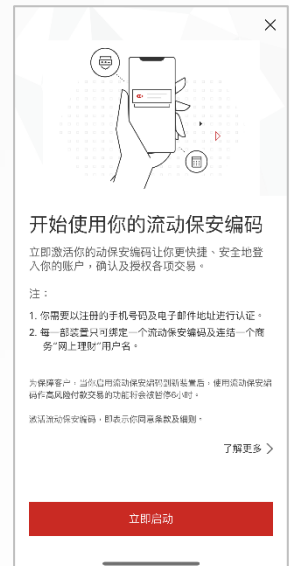 开始使用你的流动保安编码
立即激活你的动保安编码让你更快捷、安全地登
入你的账户，确认及授权各项交易。
注：
1. 你需要以注册的手机号码及电子邮件地址进行认证。
2. 每一部装置只可绑定一个流动保安编码及连结一个商
务“网上理财”用户名。
为保障客户，当你启用流动保安编码到新装置后，使用流动保安编
码作高风险付款交易的功能将会被暂停6小时。
激活流动保安编码，即表示你同意条款及细则。
了解更多
立即启动